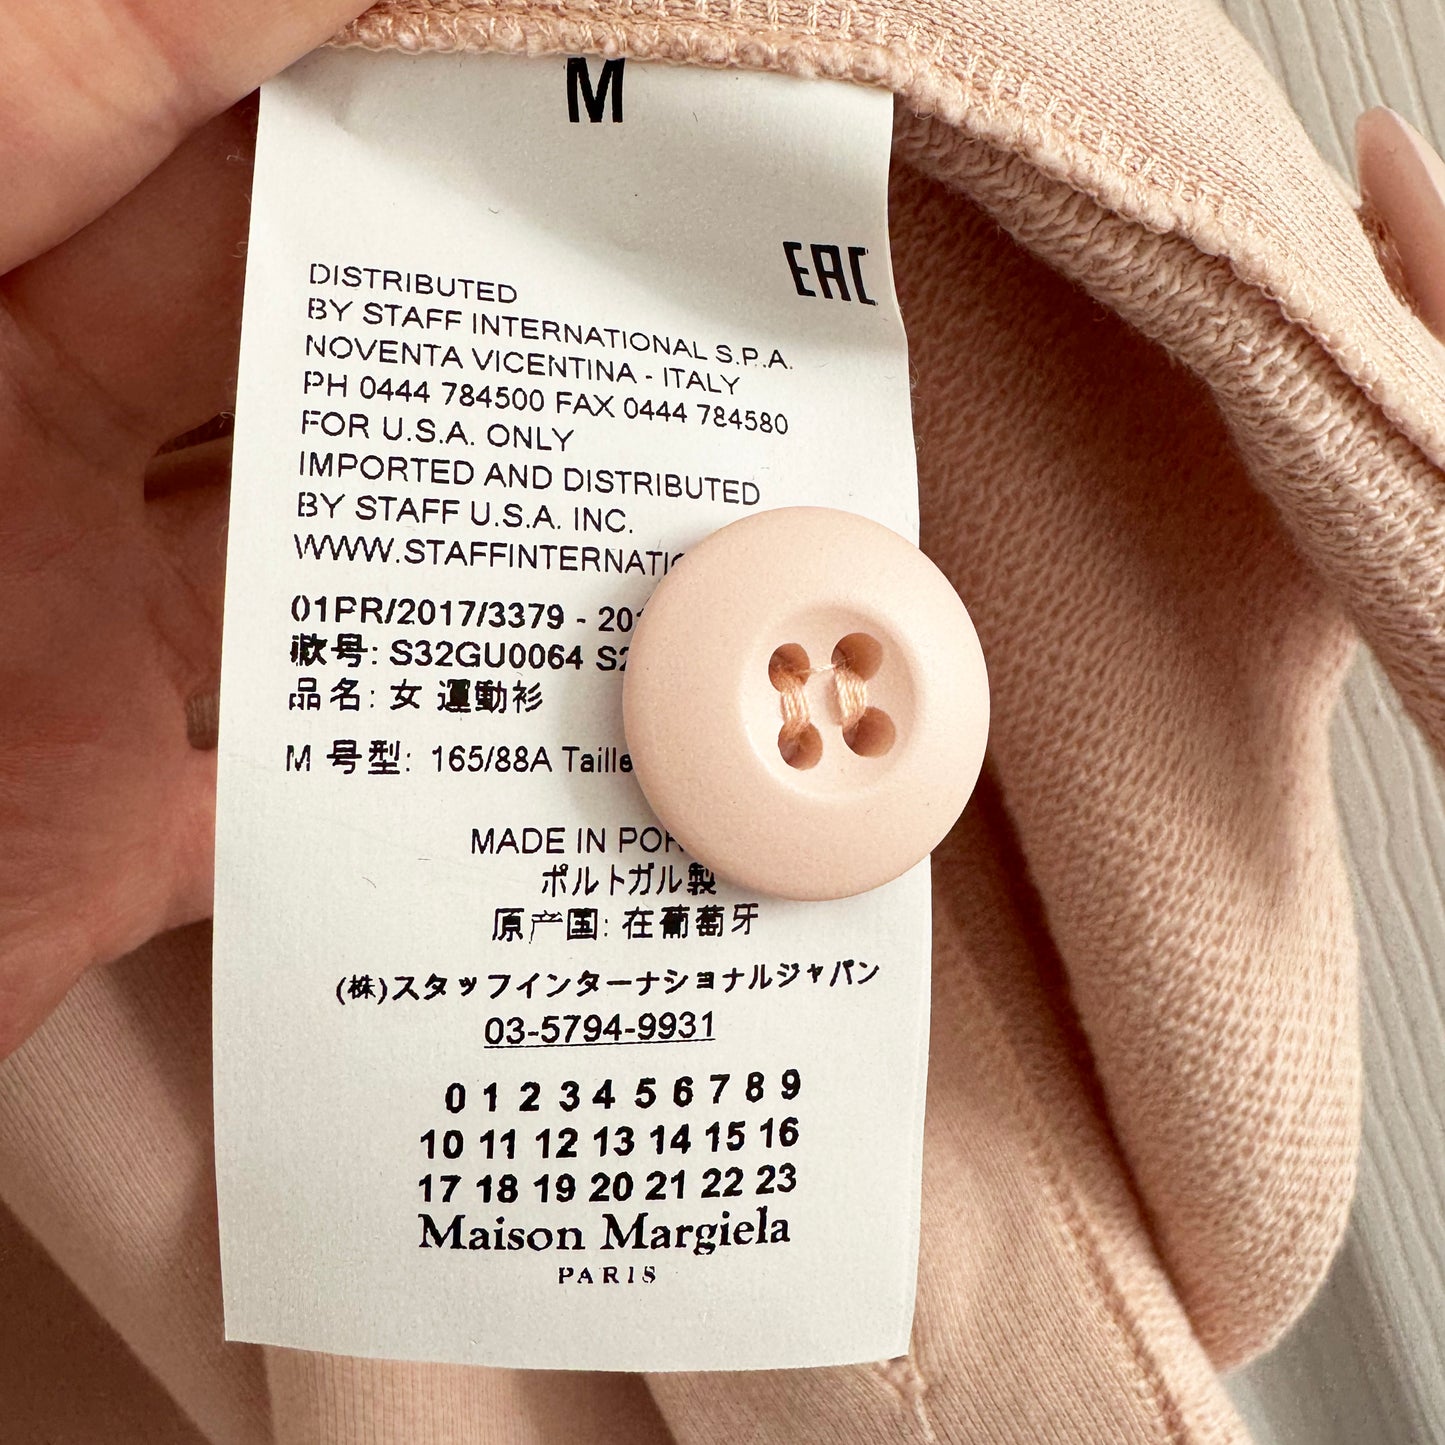 M
EAC
DISTRIBUTED
BY STAFF INTERNATIONAL S.P.A.
NOVENTA VICENTINA - ITALY
PH 0444 784500 FAX 0444 784580
FOR U.S.A. ONLY
IMPORTED AND DISTRIBUTED
BY STAFF U.S.A. INC.
01PR/2017/3379 -
款号: S32GU0064
品名: 女 運動衫
M 号型: 165/88A Taille
MADE IN
ポルトガル製
原产国: 在葡萄牙
(株)スタッフインターナショナルジャパン
03-5794-9931
0 1 2 3 4 5 6 7 8 9
10 11 12 13 14 15 16
17 18 19 20 21 22 23
Maison Margiela
PARIS